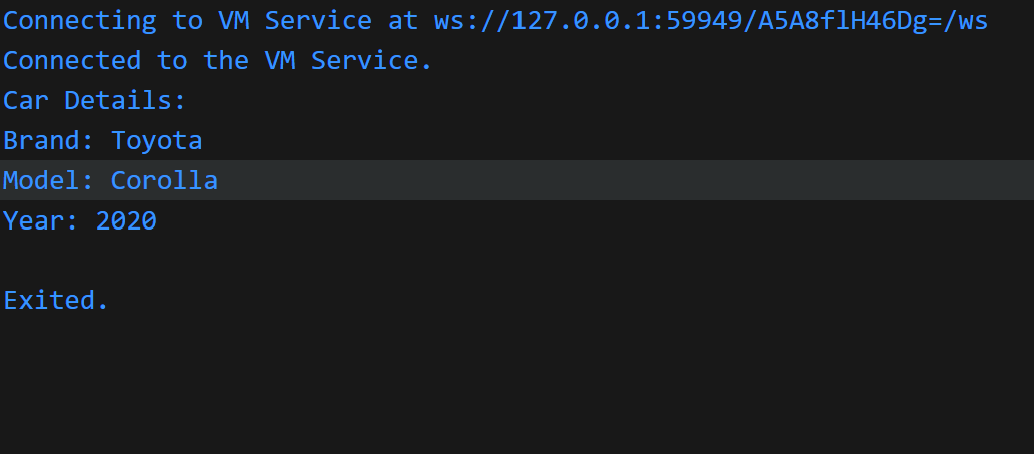 Connecting to VM Service at ws://127.0.0.1:59949/A5A8flH46Dg=/ws
Connected to the VM Service.
Car Details:
Brand: Toyota
Model: Corolla
Year: 2020
Exited.